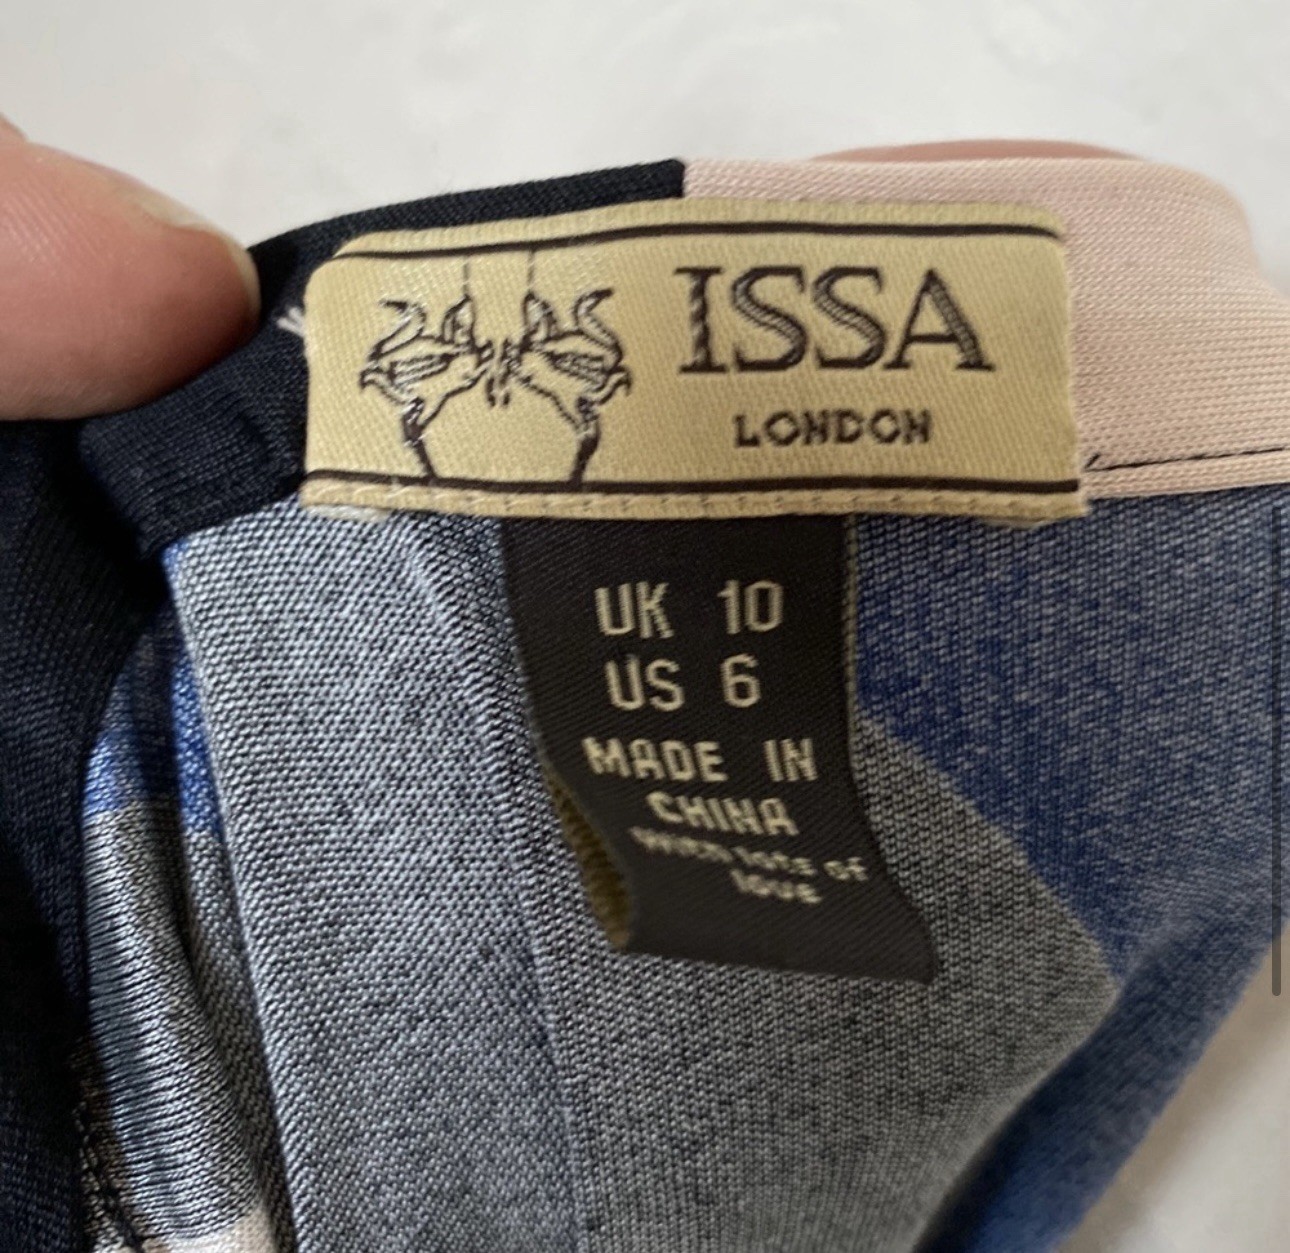 ISSA
LONDON
UK 10
US 6
MADE IN
CHINA
With lots of
love